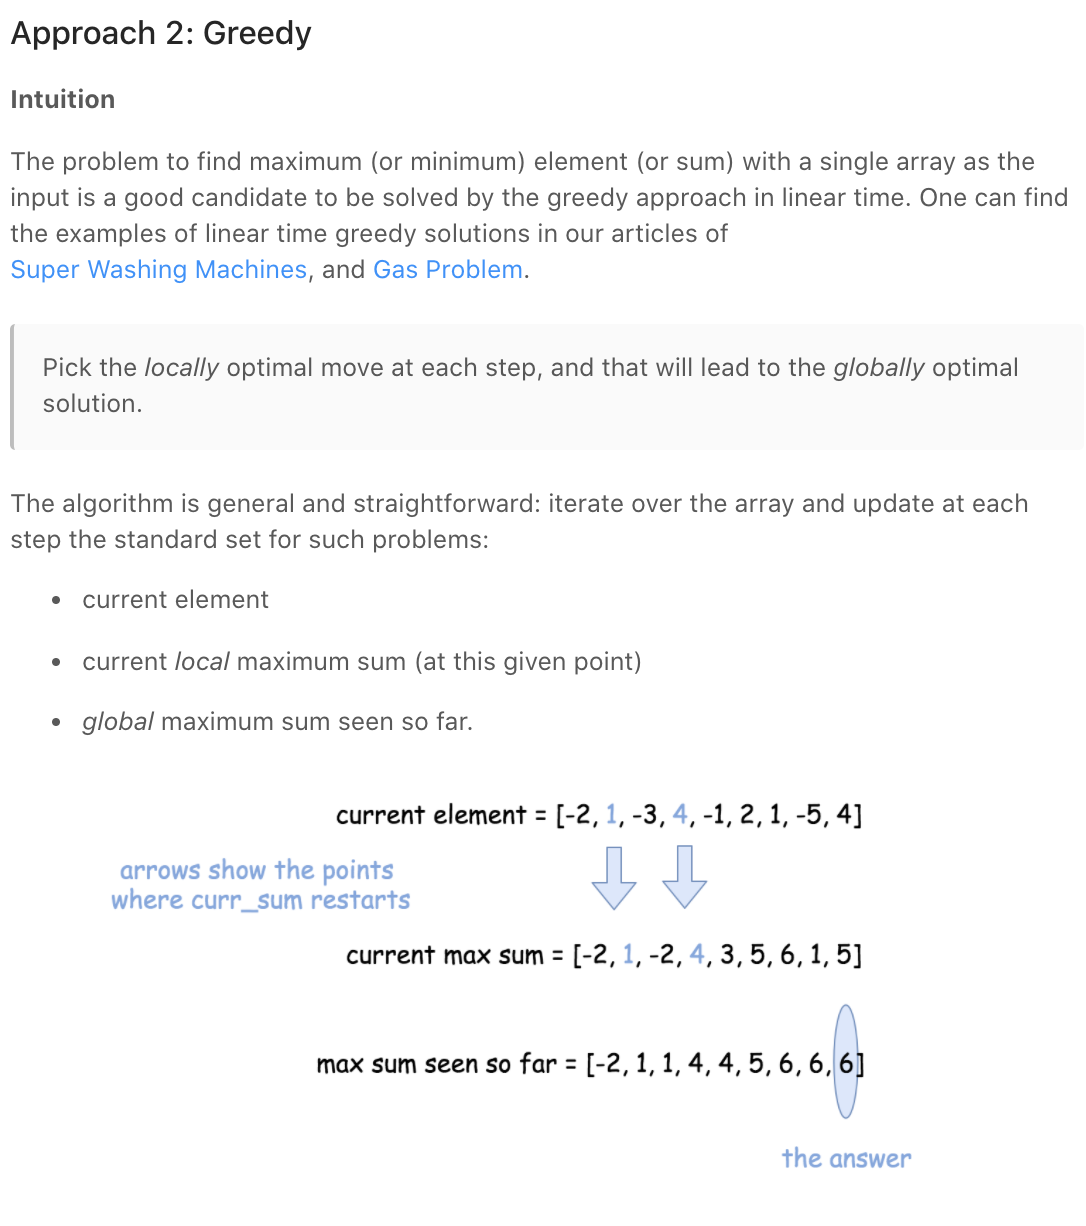 Approach 2: Greedy
Intuition
The problem to find maximum (or minimum) element (or sum) with a single array as the
input is a good candidate to be solved by the greedy approach in linear time. One can find
the examples of linear time greedy solutions in our articles of
Super Washing Machines, and Gas Problem.
Pick the locally optimal move at each step, and that will lead to the globally optimal
solution.
The algorithm is general and straightforward: iterate over the array and update at each
step the standard set for such problems:
• current element
• current local maximum sum (at this given point)
• global maximum sum seen so far.
current element = [-2, 1, -3, 4, -1, 2, 1, -5, 4]
arrows show the points
where curr_sum restarts
current max sum = [-2, 1, -2, 4, 3, 5, 6, 1, 5]
max sum seen so far = [-2, 1, 1, 4, 4, 5, 6, 6, 6]
the answer